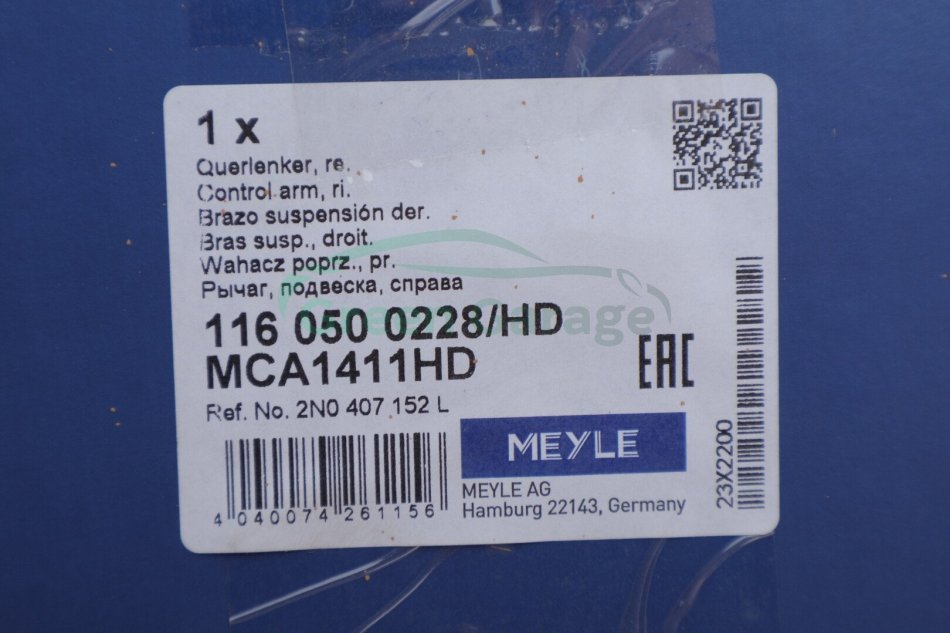 1 x
Querlenker, re.
Control arm, ri.
Brazo suspensión der.
Bras susp., droit.
Wahacz poprz., pr.
Рычаг, подвеска, справа
Green Garage
116 050 0228/HD
MCA1411HD
EAC
Ref. No. 2N0 407 152 L
MEYLE
MEYLE AG
Hamburg 22143, Germany
4 040074 261156
23X2200